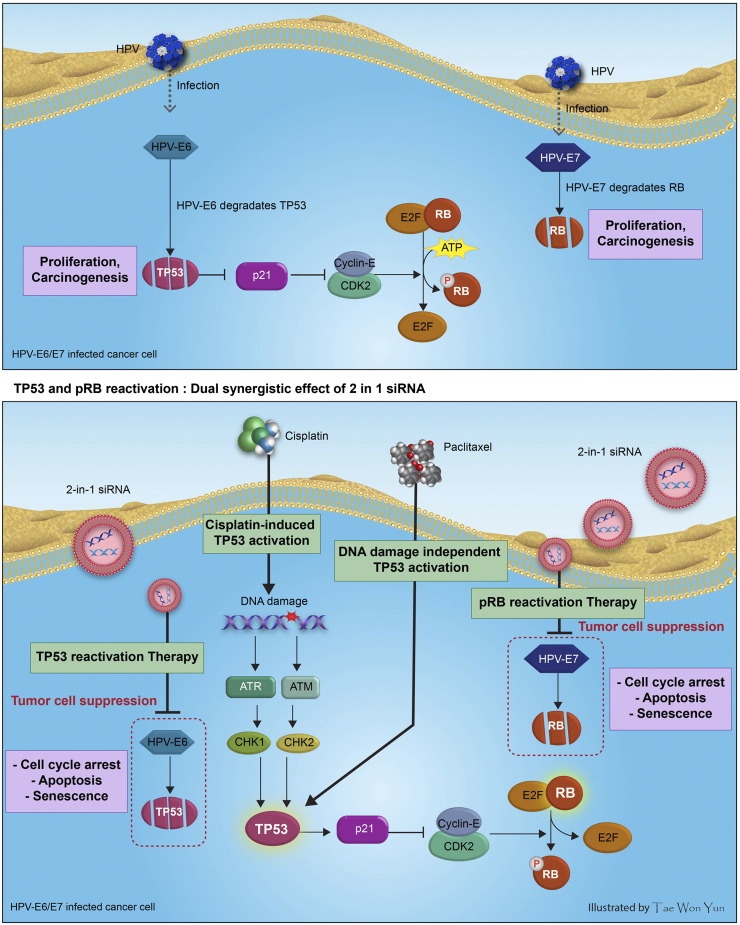 HPV
Infection
HPV
Infection
HPV-E6
HPV-E7
HPV-E6 degradates TP53
HPV-E7 degradates RB
E2F
RB
RB
Proliferation,
Carcinogenesis
ATP
Proliferation,
Carcinogenesis
TP53
p21
Cyclin-E
CDK2
P
RB
E2F
HPV-E6/E7 infected cancer cell
TP53 and pRB reactivation : Dual synergistic effect of 2 in 1 siRNA
Cisplatin
Paclitaxel
2-in-1 siRNA
2-in-1 siRNA
Cisplatin-induced
TP53 activation
DNA damage independent
TP53 activation
DNA damage
pRB reactivation Therapy
Tumor cell suppression
TP53 reactivation Therapy
HPV-E7
Tumor cell suppression
ATR
ATM
- Cell cycle arrest
- Apoptosis
- Senescence
RB
HPV-E6
CHK1
CHK2
- Cell cycle arrest
- Apoptosis
- Senescence
TP53
TP53
p21
Cyclin-E
CDK2
E2F
RB
E2F
P
RB
HPV-E6/E7 infected cancer cell
Illustrated by Tae Won Yun